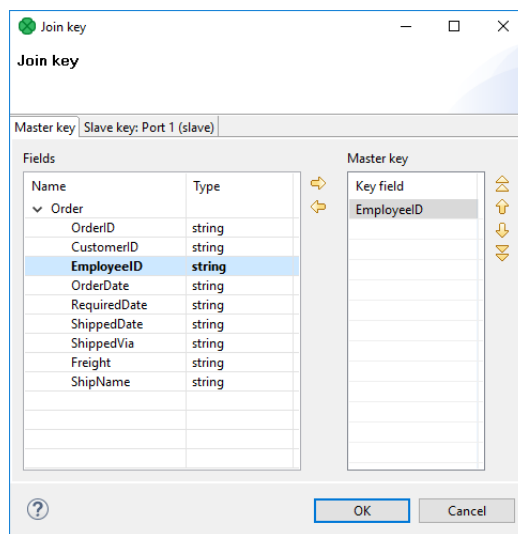 Join key
Join key
Master key Slave key: Port 1 (slave)
Fields Master key
Name Type Key field
Order EmployeeID
OrderID string
CustomerID string
EmployeeID string
OrderDate string
RequiredDate string
ShippedDate string
ShippedVia string
Freight string
ShipName string
? OK Cancel